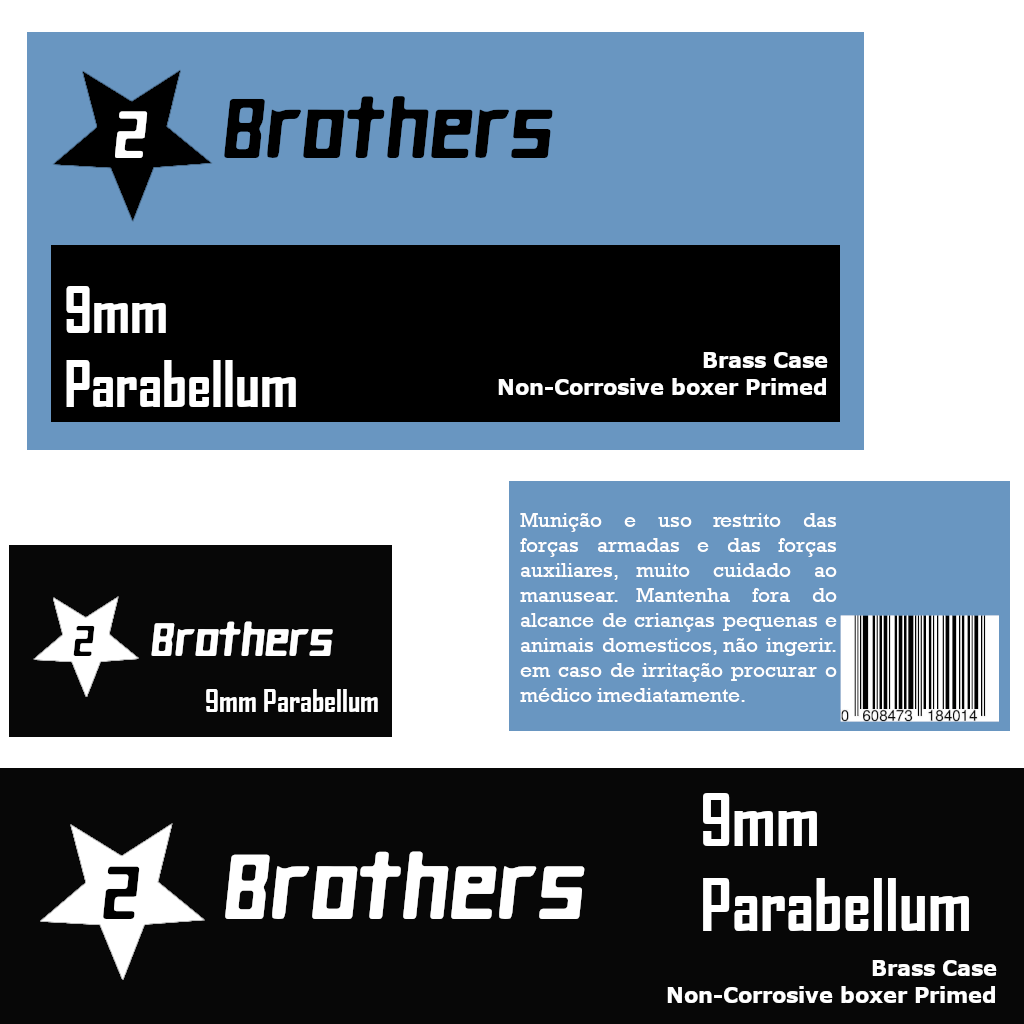 2 Brothers
9mm
Parabellum
Brass Case
Non-Corrosive boxer Primed
2 Brothers
9mm Parabellum
Munição e uso restrito das
forças armadas e das forças
auxiliares, muito cuidado ao
manusear. Mantenha fora do
alcance de crianças pequenas e
animais domesticos, não ingerir.
em caso de irritação procurar o
médico imediatamente.
0 608473 184014
2 Brothers
9mm
Parabellum
Brass Case
Non-Corrosive boxer Primed